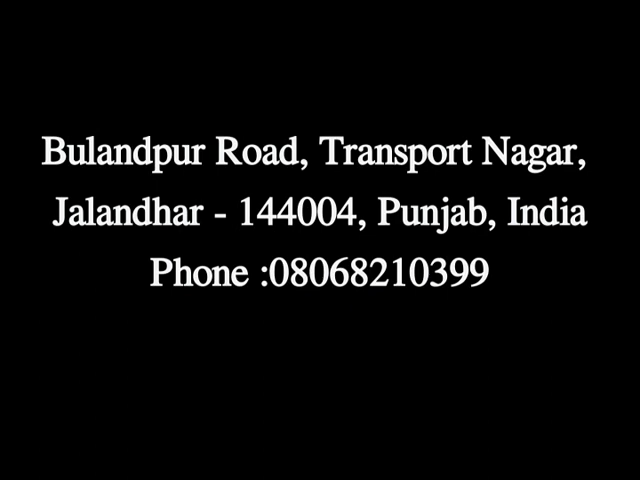 Bulandpur Road, Transport Nagar,
Jalandhar - 144004, Punjab, India
Phone :08068210399